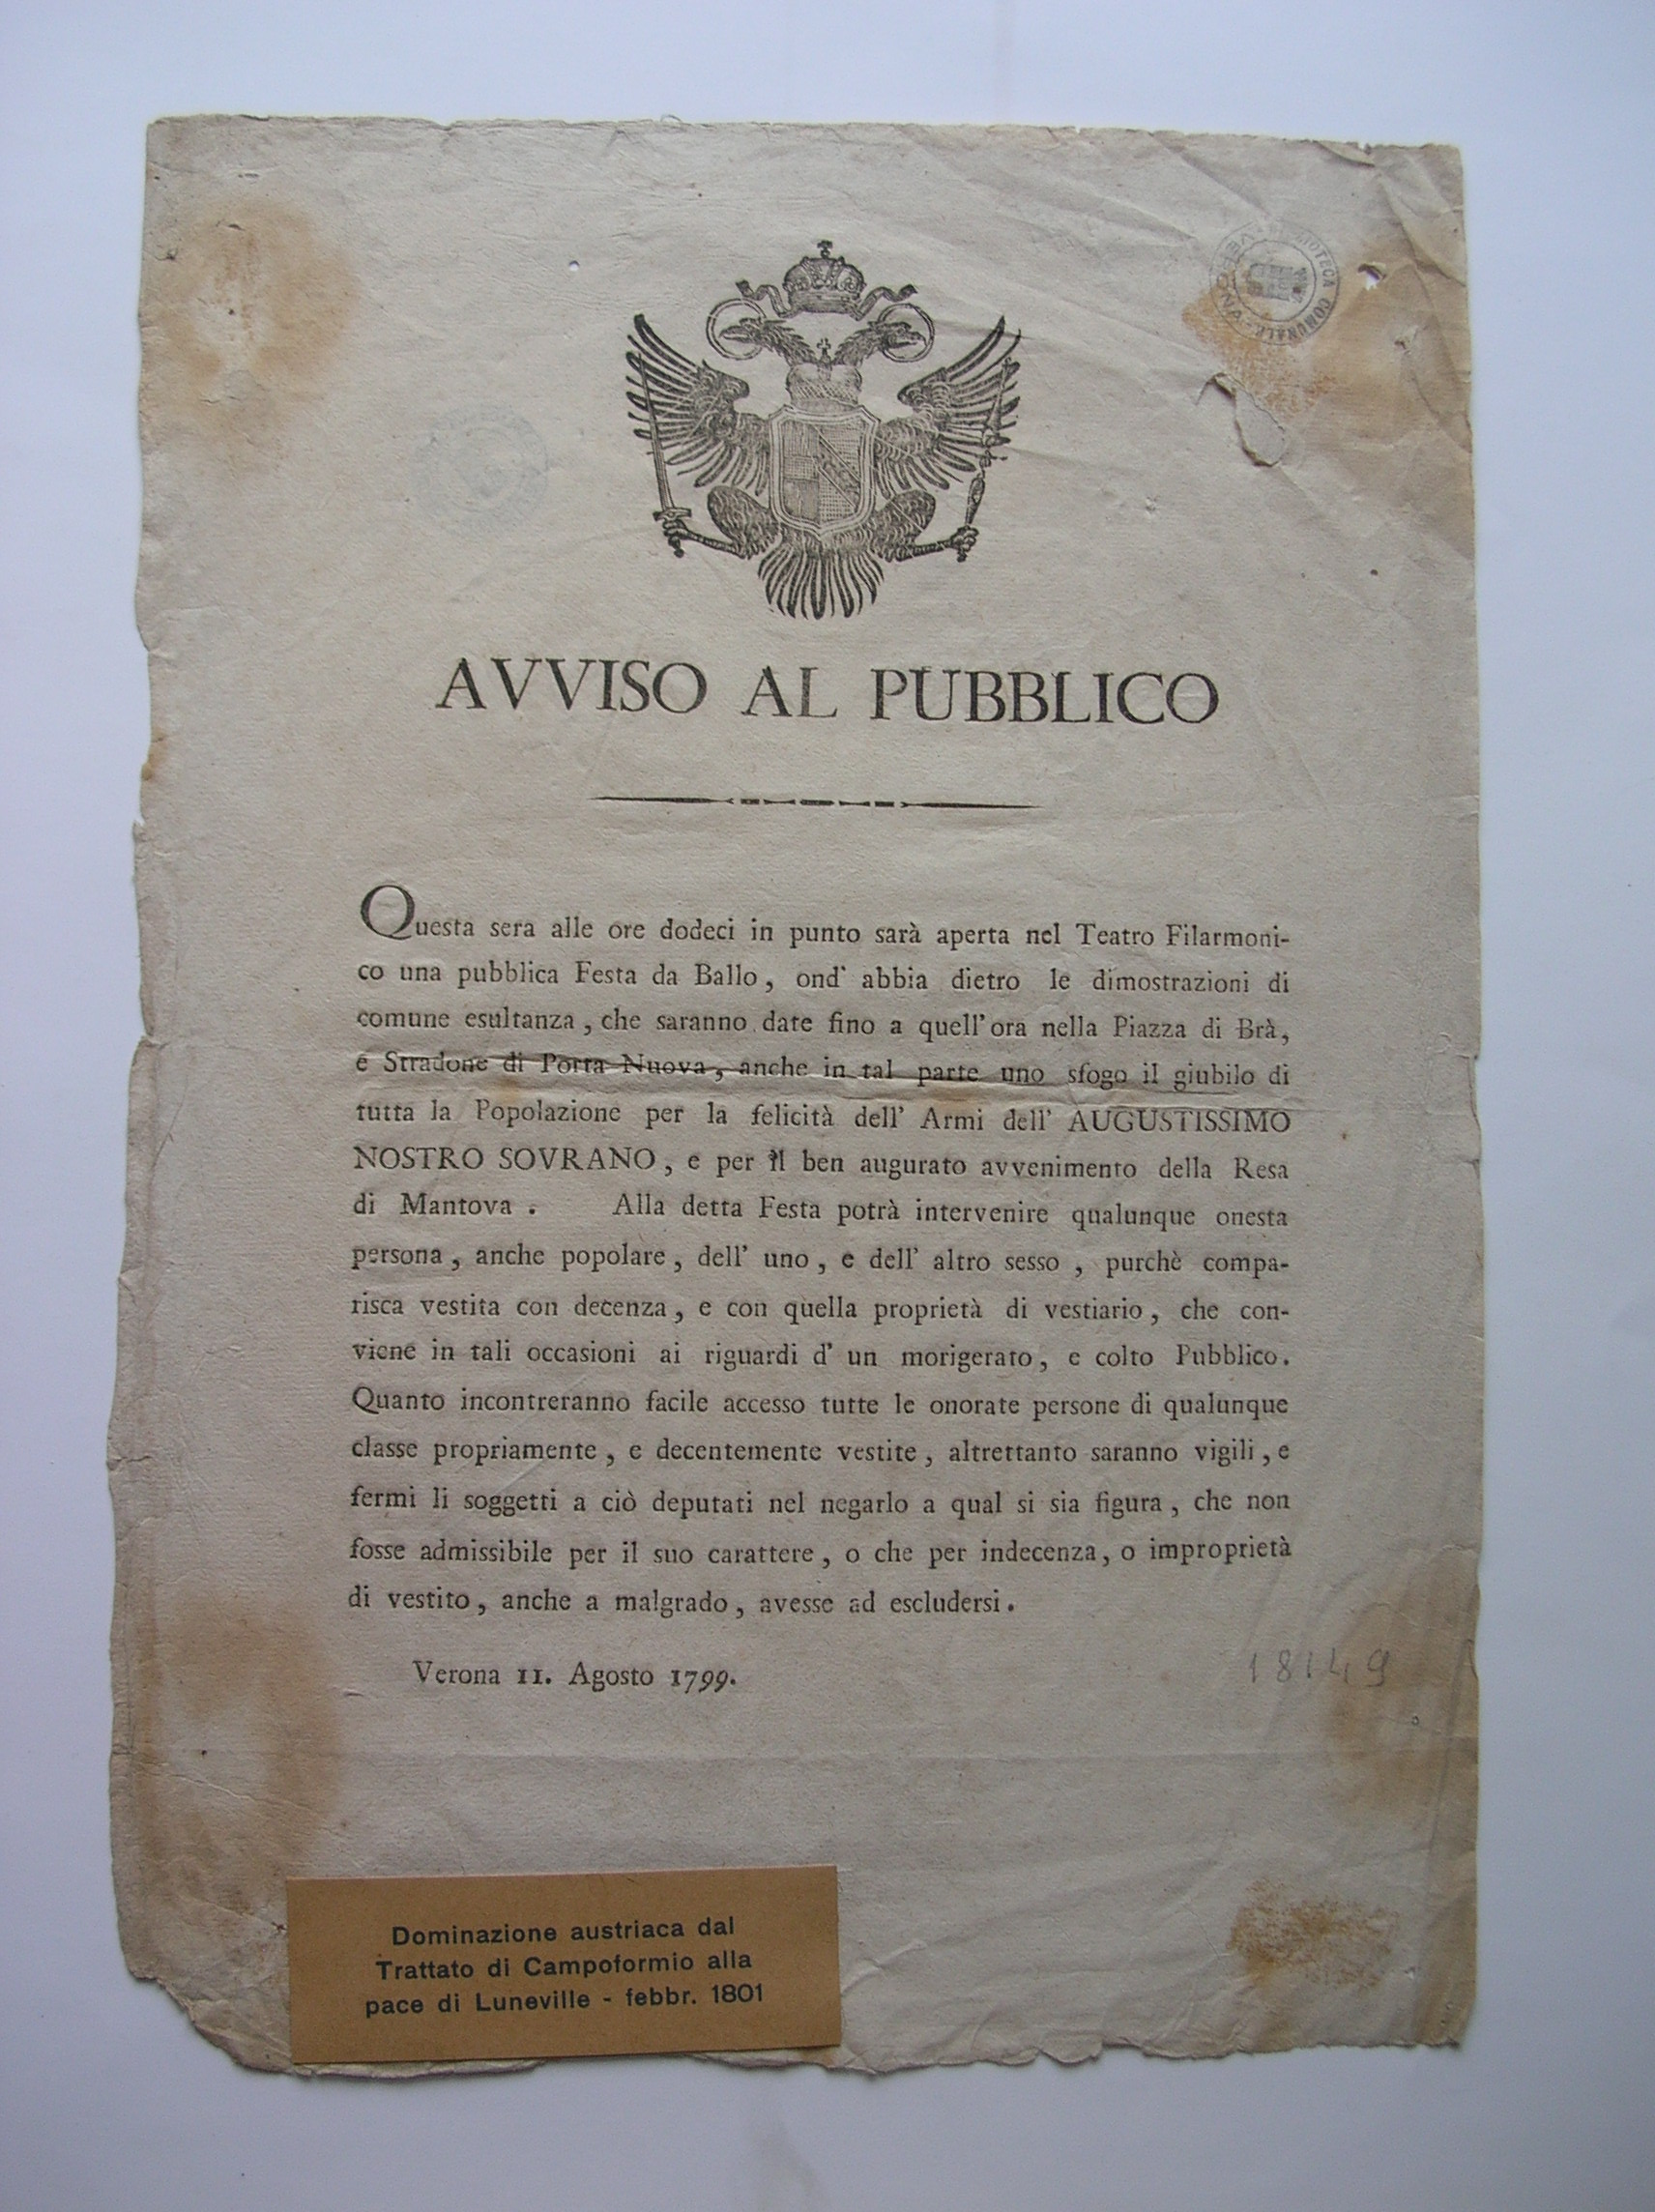 BIOTECA COMUNALE
AVVISO AL PUBBLICO
Questa sera alle ore dodeci in punto sarà aperta nel Teatro Filarmoni-
co una pubblica Festa da Ballo, ond' abbia dietro le dimostrazioni di
comune esultanza, che saranno date fino a quell'ora nella Piazza di Brà,
e Stradone di Porta Nuova, anche in tal parte uno sfogo il giubilo di
tutta la Popolazione per la felicità dell' Armi dell' AUGUSTISSIMO
NOSTRO SOVRANO, e per il ben augurato avvenimento della Resa
di Mantova. Alla detta Festa potrà intervenire qualunque onesta
persona, anche popolare, dell' uno, e dell' altro sesso, purchè compa-
risca vestita con decenza, e con quella proprietà di vestiario, che con-
viene in tali occasioni ai riguardi d' un morigerato, e colto Pubblico.
Quanto incontreranno facile accesso tutte le onorate persone di qualunque
classe propriamente, e decentemente vestite, altrettanto saranno vigili, e
fermi li soggetti a ciò deputati nel negarlo a qual si sia figura, che non
fosse admissibile per il suo carattere, o che per indecenza, o improprietà
di vestito, anche a malgrado, avesse ad escludersi.
Verona 11. Agosto 1799.
18149
Dominazione austriaca dal
Trattato di Campoformio alla
pace di Luneville - febbr. 1801